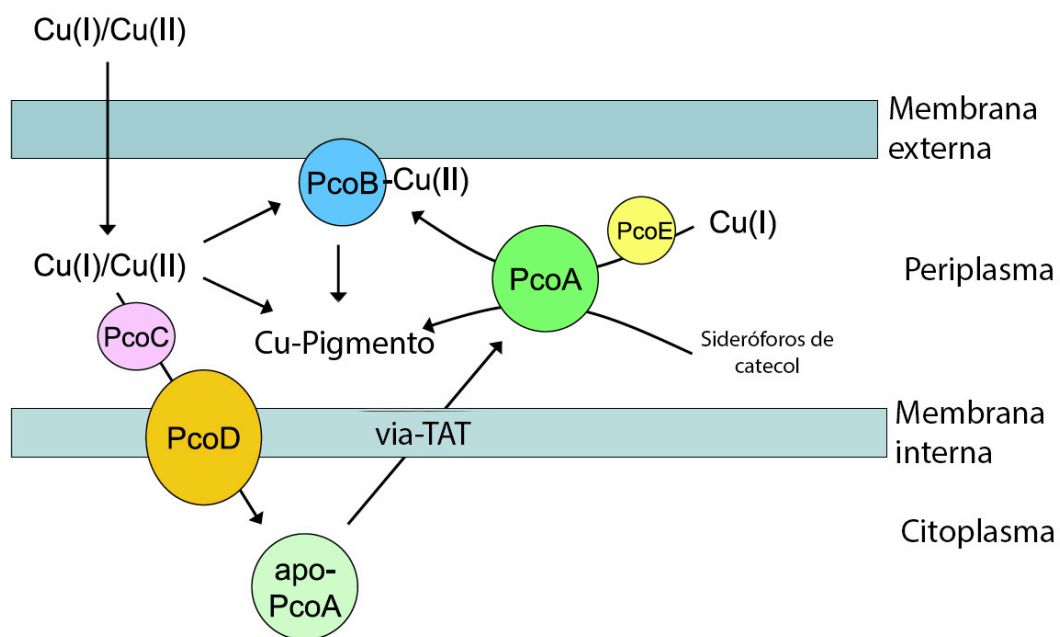 Cu(I)/Cu(II)
Membrana
externa
PcoB
-Cu(II)
PcoE
Cu(I)
Cu(I)/Cu(II)
PcoA
Periplasma
PcoC
Cu-Pigmento
Sideróforos de
catecol
PcoD
via-TAT
Membrana
interna
Citoplasma
apo-
PcoA